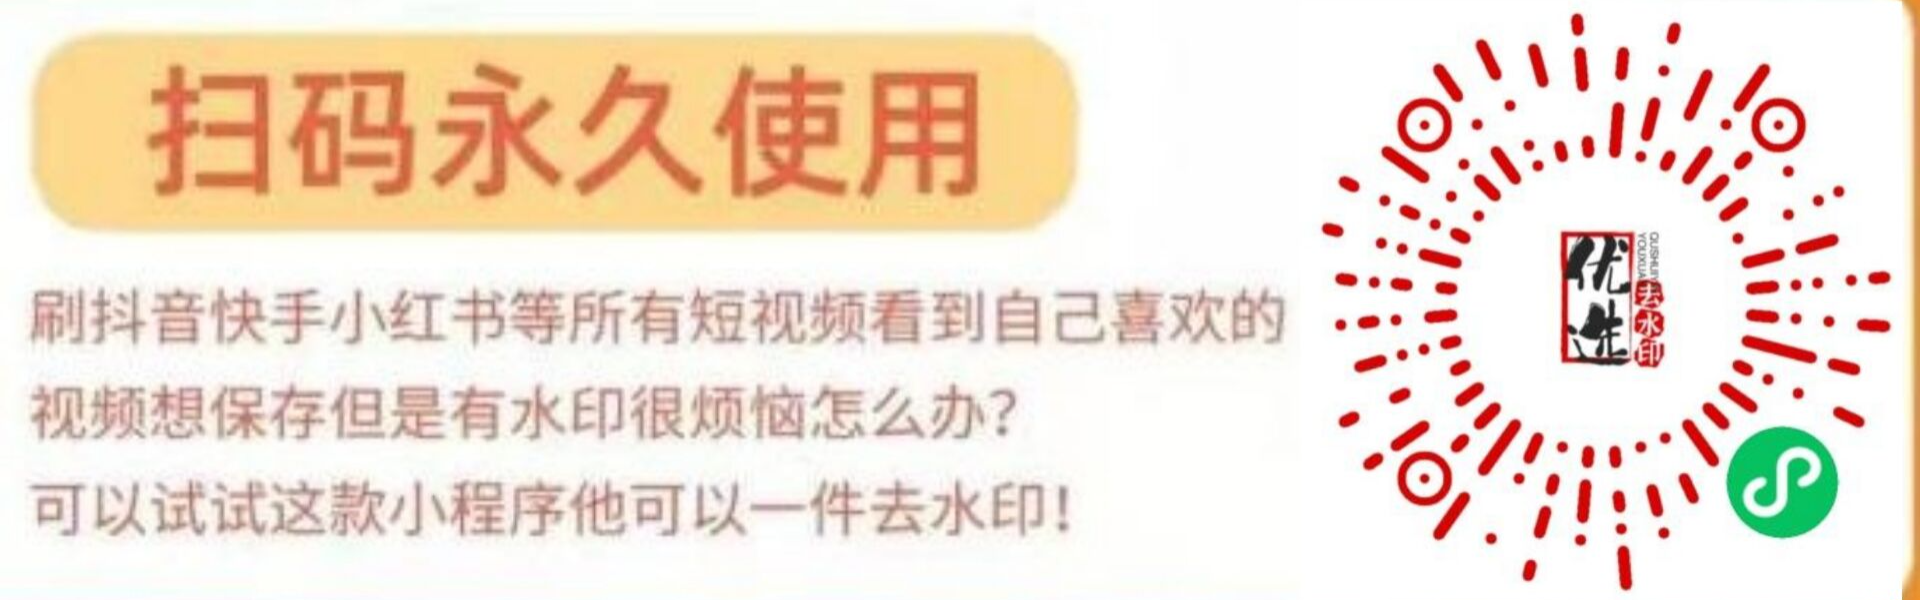 扫码永久使用
刷抖音快手小红书等所有短视频看到自己喜欢的
视频想保存但是有水印很烦恼怎么办？
可以试试这款小程序他可以一件去水印！
优选
去水印